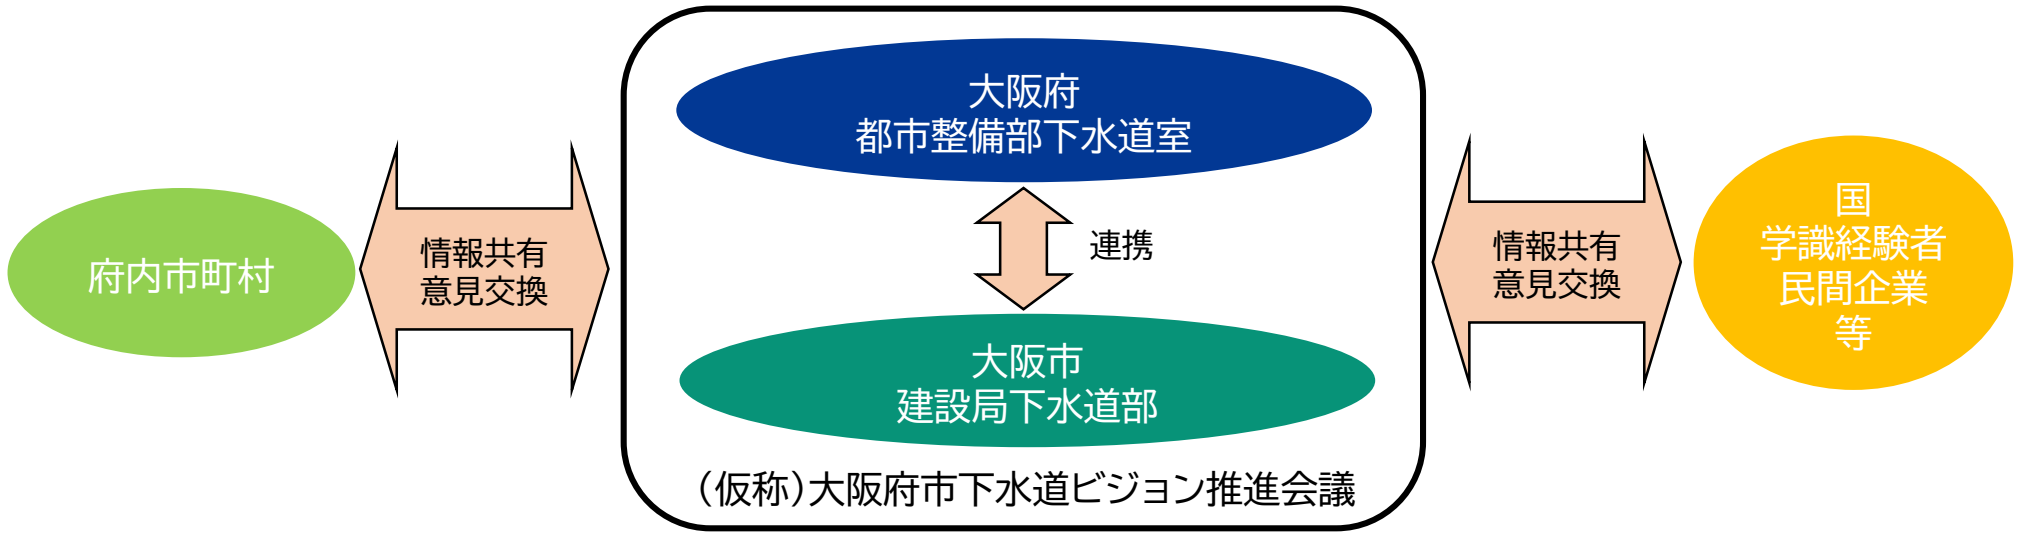 大阪府
都市整備部下水道室
連携
大阪市
建設局下水道部
(仮称)大阪府市下水道ビジョン推進会議
府内市町村
情報共有
意見交換
情報共有
意見交換
国
学識経験者
民間企業
等